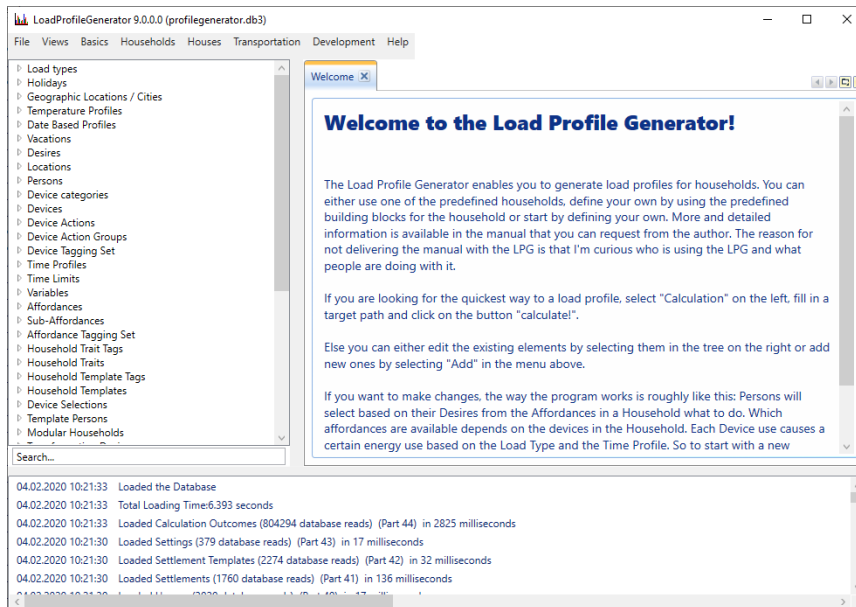 LoadProfileGenerator 9.0.0.0 (profilegenerator.db3)
File Views Basics Households Houses Transportation Development Help
Load types
Holidays
Geographic Locations / Cities
Temperature Profiles
Date Based Profiles
Vacations
Desires
Locations
Persons
Device categories
Devices
Device Actions
Device Action Groups
Device Tagging Set
Time Profiles
Time Limits
Variables
Affordances
Sub-Affordances
Affordance Tagging Set
Household Trait Tags
Household Traits
Household Template Tags
Household Templates
Device Selections
Template Persons
Modular Households
Search...
Welcome
Welcome to the Load Profile Generator!
The Load Profile Generator enables you to generate load profiles for households. You can
either use one of the predefined households, define your own by using the predefined
building blocks for the household or start by defining your own. More and detailed
information is available in the manual that you can request from the author. The reason for
not delivering the manual with the LPG is that I'm curious who is using the LPG and what
people are doing with it.
If you are looking for the quickest way to a load profile, select "Calculation" on the left, fill in a
target path and click on the button "calculate!".
Else you can either edit the existing elements by selecting them in the tree on the right or add
new ones by selecting "Add" in the menu above.
If you want to make changes, the way the program works is roughly like this: Persons will
select based on their Desires from the Affordances in a Household what to do. Which
affordances are available depends on the devices in the Household. Each Device use causes a
certain energy use based on the Load Type and the Time Profile. So to start with a new
04.02.2020 10:21:33 Loaded the Database
04.02.2020 10:21:33 Total Loading Time:6.393 seconds
04.02.2020 10:21:33 Loaded Calculation Outcomes (804294 database reads) (Part 44) in 2825 milliseconds
04.02.2020 10:21:30 Loaded Settings (379 database reads) (Part 43) in 17 milliseconds
04.02.2020 10:21:30 Loaded Settlement Templates (2274 database reads) (Part 42) in 32 milliseconds
04.02.2020 10:21:30 Loaded Settlements (1760 database reads) (Part 41) in 136 milliseconds